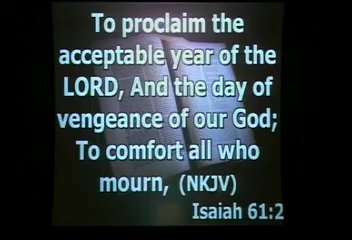 To proclaim the
acceptable year of the
LORD, And the day of
vengeance of our God;
To comfort all who
mourn, (NKJV)
Isaiah 61:2